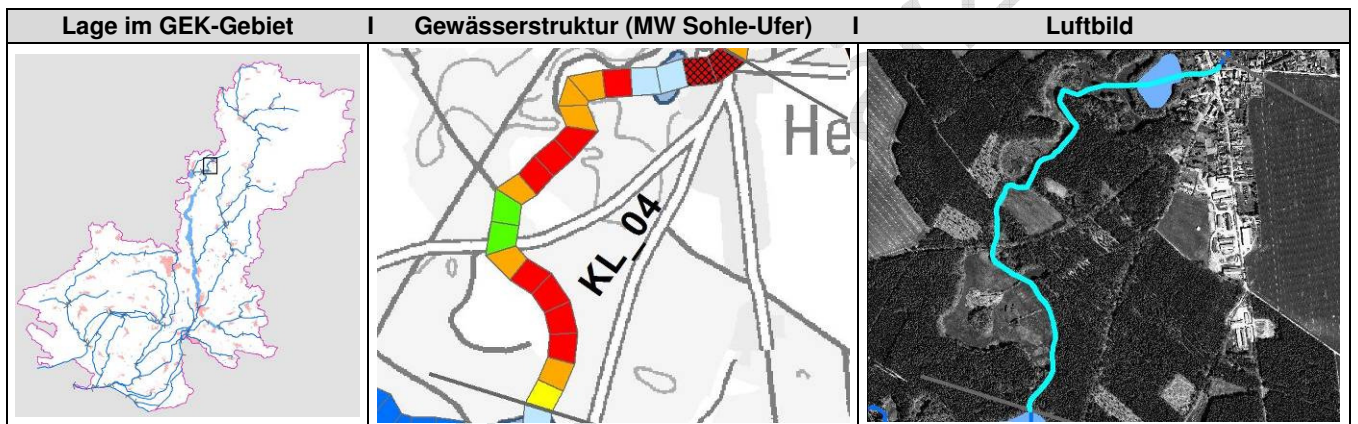 Lage im GEK-Gebiet I Gewässerstruktur (MW Sohle-Ufer) I Luftbild
He
KL_04